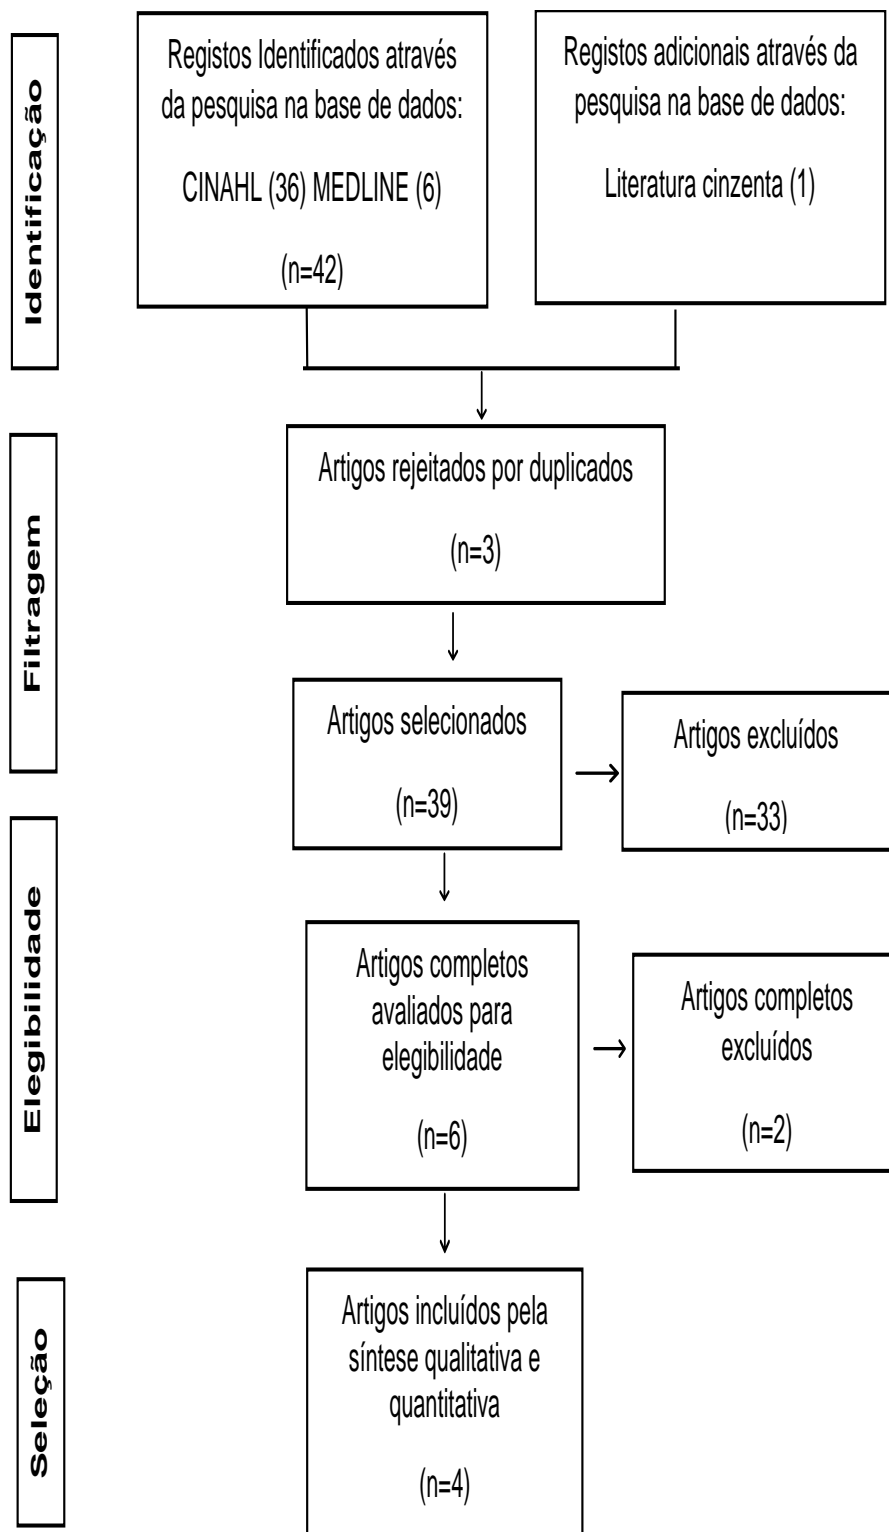 Identificação
Registos Identificados através
da pesquisa na base de dados:
CINAHL (36) MEDLINE (6)
(n=42)
Registos adicionais através da
pesquisa na base de dados:
Literatura cinzenta (1)
Filtragem
Artigos rejeitados por duplicados
(n=3)
Artigos selecionados
(n=39)
Artigos excluídos
(n=33)
Elegibilidade
Artigos completos
avaliados para
elegibilidade
(n=6)
Artigos completos
excluídos
(n=2)
Seleção
Artigos incluídos pela
síntese qualitativa e
quantitativa
(n=4)